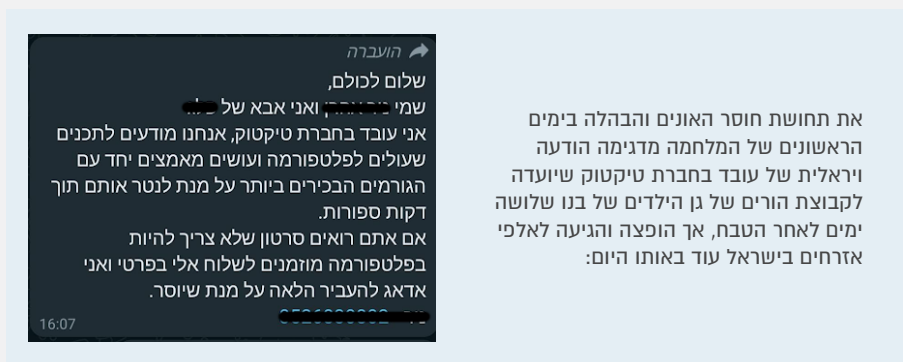 את תחושת חוסר האונים והבהלה בימים
הראשונים של המלחמה מדגימה הודעה
ויראלית של עובד בחברת טיקטוק שיועדה
לקבוצת הורים של גן הילדים של בנו שלושה
ימים לאחר הטבח, אך הופצה והגיעה לאלפי
אזרחים בישראל עוד באותו היום:
הועברה
שלום לכולם,
שמי ואני אבא של
אני עובד בחברת טיקטוק, אנחנו מודעים לתכנים
שעולים לפלטפורמה ועושים מאמצים יחד עם
הגורמים הבכירים ביותר על מנת לנטר אותם תוך
דקות ספורות.
אם אתם רואים סרטון שלא צריך להיות
בפלטפורמה מוזמנים לשלוח אלי בפרטי ואני
אדאג להעביר הלאה על מנת שיוסר.
16:07